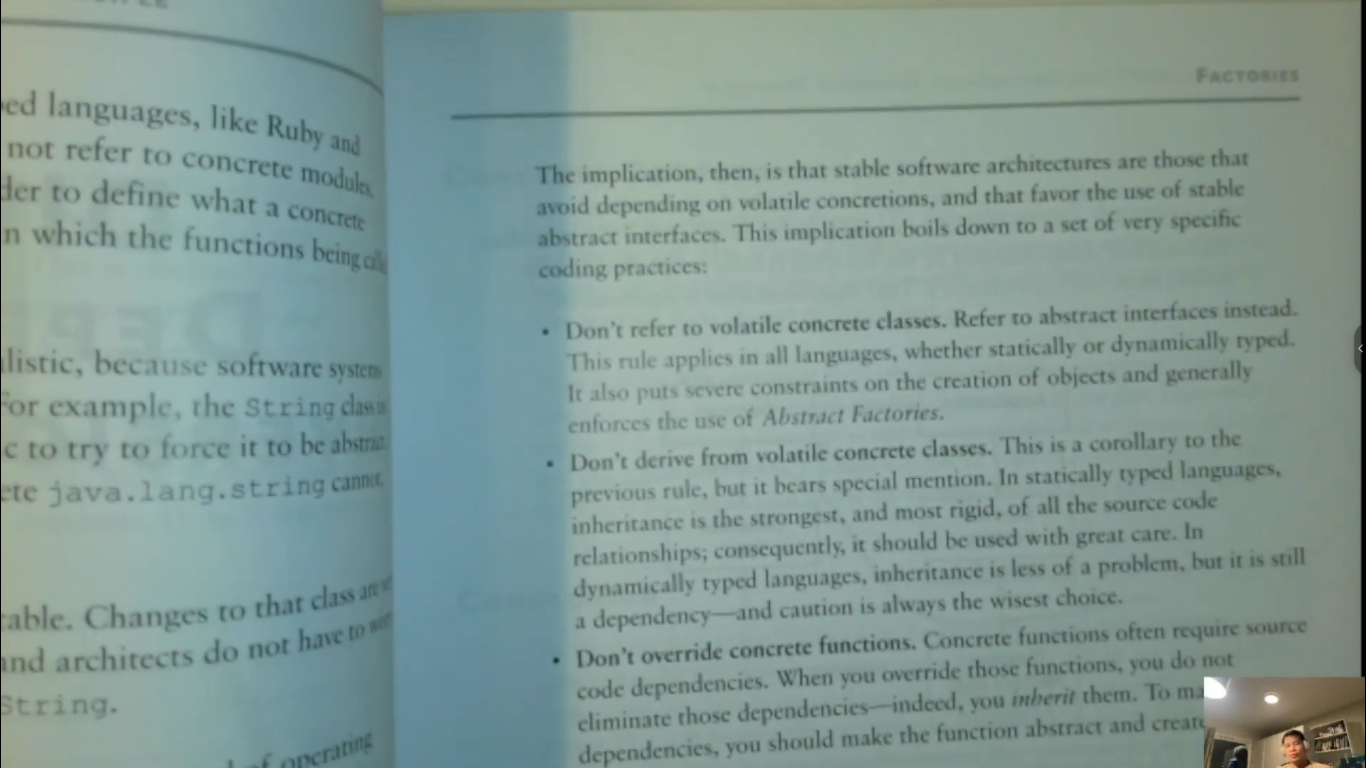 ped languages, like Ruby and
not refer to concrete modules,
der to define what a concrete
n which the functions being
listic, because software system
For example, the String class
c to try to force it to be
ete java.lang.string cannot,
table. Changes to that class are
and architects do not have to
String.
of operating
FACTORIES
The implication, then, is that stable software architectures are those that
avoid depending on volatile concretions, and that favor the use of stable
abstract interfaces. This implication boils down to a set of very specific
coding practices:
• Don't refer to volatile concrete classes. Refer to abstract interfaces instead.
This rule applies in all languages, whether statically or dynamically typed.
It also puts severe constraints on the creation of objects and generally
enforces the use of Abstract Factories.
• Don't derive from volatile concrete classes. This is a corollary to the
previous rule, but it bears special mention. In statically typed languages,
inheritance is the strongest, and most rigid, of all the source code
relationships; consequently, it should be used with great care. In
dynamically typed languages, inheritance is less of a problem, but it is still
a dependency—and caution is always the wisest choice.
• Don't override concrete functions. Concrete functions often require source
code dependencies. When you override those functions, you do not
eliminate those dependencies—indeed, you inherit them. To ma
dependencies, you should make the function abstract and create